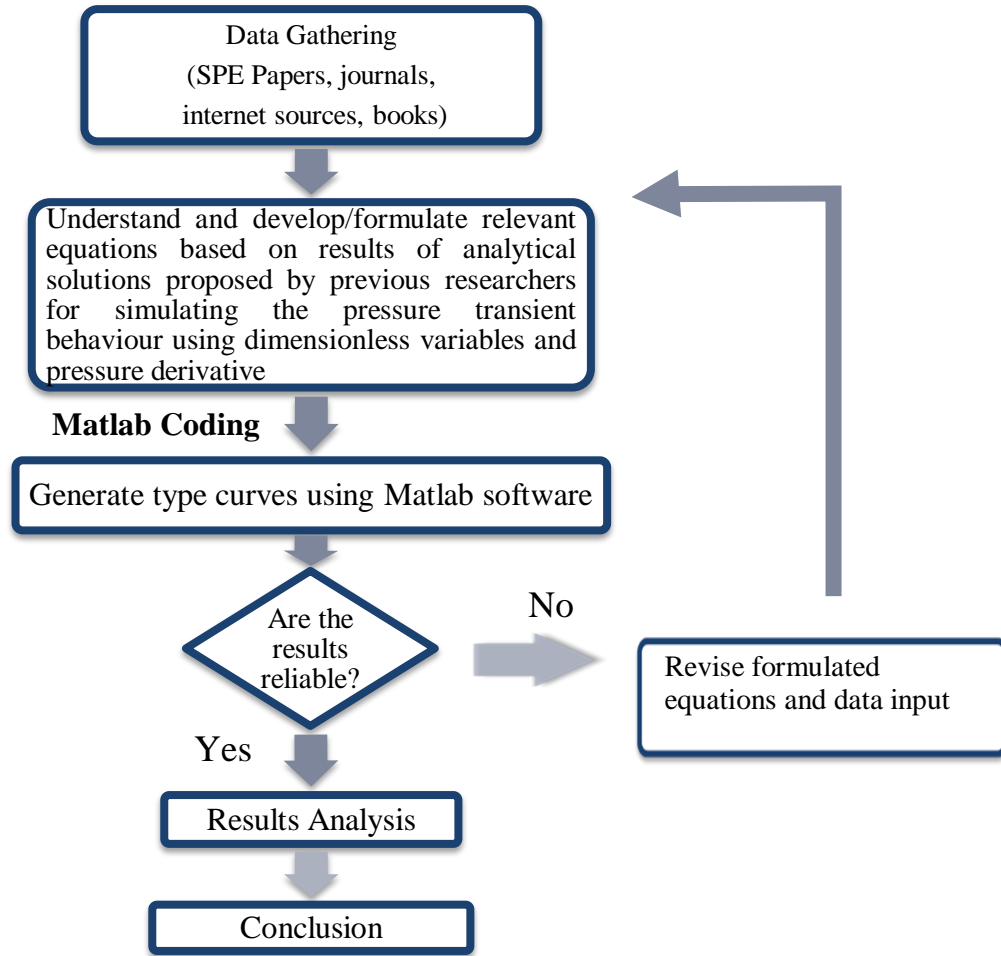 Data Gathering
(SPE Papers, journals,
internet sources, books)
Understand and develop/formulate relevant
equations based on results of analytical
solutions proposed by previous researchers
for simulating the pressure transient
behaviour using dimensionless variables and
pressure derivative
Matlab Coding
Generate type curves using Matlab software
Are the
results
reliable?
No
Revise formulated
equations and data input
Yes
Results Analysis
Conclusion